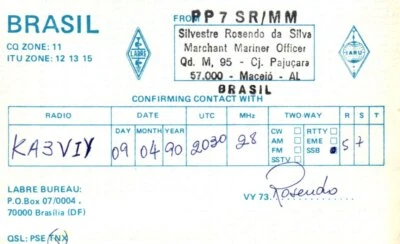 BRASIL
CQ ZONE: 11
ITU ZONE: 12 13 15
LABRE
FROM
PP7 SR/MM
Silvestre Rosendo da Silva
Marchant Mariner Officer
Qd. M, 95 - Cj. Pajuçara
57.000 - Maceió - AL
BRASIL
IARU
CONFIRMING CONTACT WITH
RADIO DATE UTC MHz TWO-WAY R S T
DAY MONTH YEAR
KA3VIY 09 04 90 2030 28 5 7
CW RTTY
AM EME
FM SSB
SSTV
LABRE BUREAU:
P.O.Box 07/0004.
70000 Brasília (DF)
VY 73. Rosendo
QSL: PSE TNX